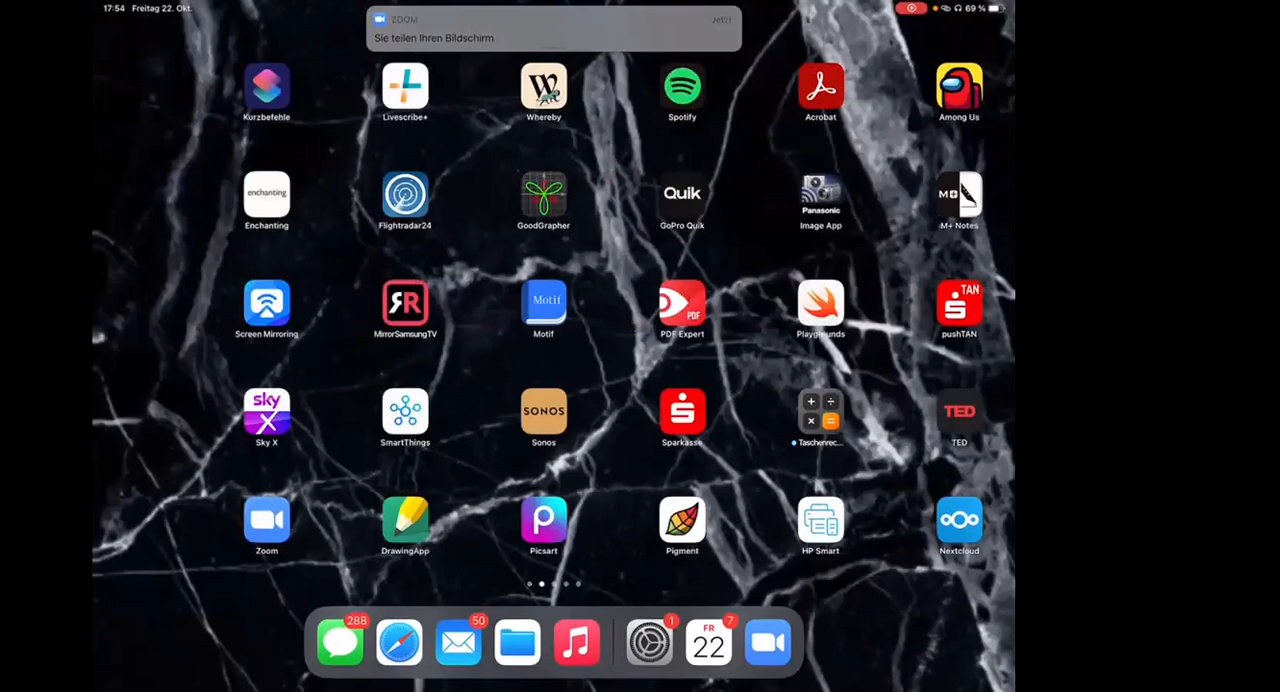 17:54 Freitag 22. Okt.
69 %
ZOOM
Jetzt
Sie teilen Ihren Bildschirm
Kurzbefehle
Livescribe+
W
Whereby
Spotify
Acrobat
Among Us
enchanting
Enchanting
Flightradar24
GoodGrapher
Quik
GoPro Quik
Panasonic
Image App
M+
M+ Notes
Screen Mirroring
RR
MirrorSamsungTV
Motif
Motif
PDF
PDF Expert
Playgrounds
TAN
pushTAN
sky
X
Sky X
SmartThings
SONOS
Sonos
Sparkasse
+ ÷
× =
Taschenrec...
TED
TED
Zoom
DrawingApp
P
Picsart
Pigment
HP Smart
Nextcloud
288
50
1
FR
22
7